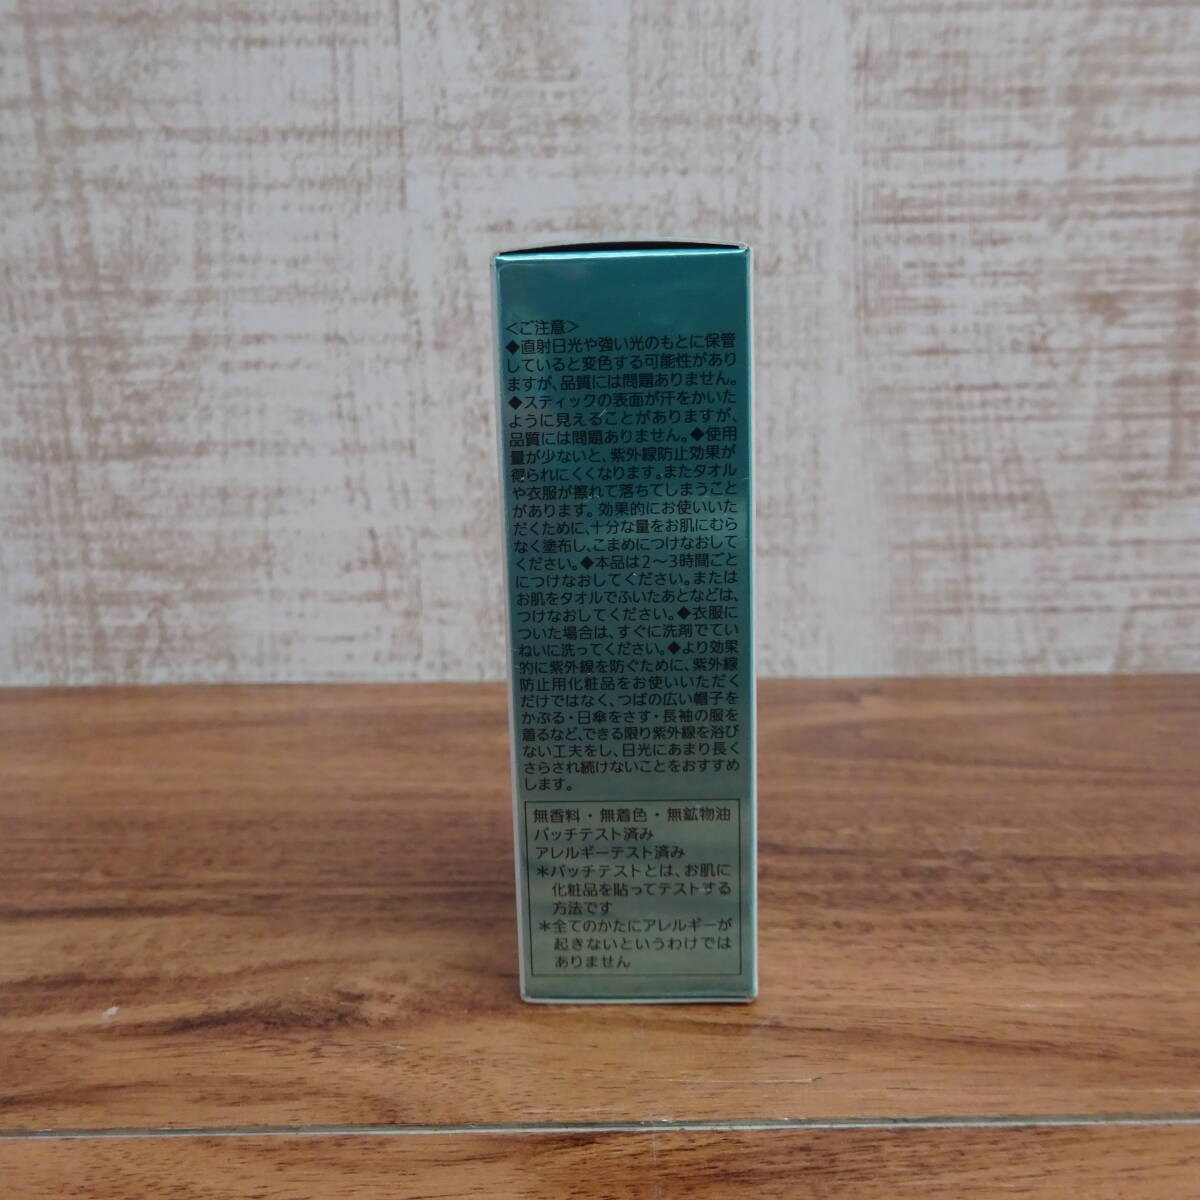 ＜ご注意＞
◆直射日光や強い光のもとに保管
していると変色する可能性があり
ますが、品質には問題ありません。
◆スティックの表面が汗をかいた
ように見えることがありますが、
品質には問題ありません。◆使用
量が少ないと、紫外線防止効果が
得られにくくなります。またタオル
や衣服が擦れて落ちてしまうこと
があります。効果的にお使いいた
だくために、十分な量をお肌にむら
なく塗布し、こまめにつけなおして
ください。◆本品は2〜3時間ごと
につけなおしてください。または
お肌をタオルでふいたあとなどは、
つけなおしてください。◆衣服に
ついた場合は、すぐに洗剤でてい
ねいに洗ってください。◆より効果
的に紫外線を防ぐために、紫外線
防止用化粧品をお使いいただく
だけではなく、つばの広い帽子を
かぶる・日傘をさす・長袖の服を
着るなど、できる限り紫外線を浴び
ない工夫をし、日光にあまり長く
さらされ続けないことをおすすめ
します。
無香料・無着色・無鉱物油
パッチテスト済み
アレルギーテスト済み
＊パッチテストとは、お肌に
化粧品を貼ってテストする
方法です
＊全てのかたにアレルギーが
起きないというわけでは
ありません